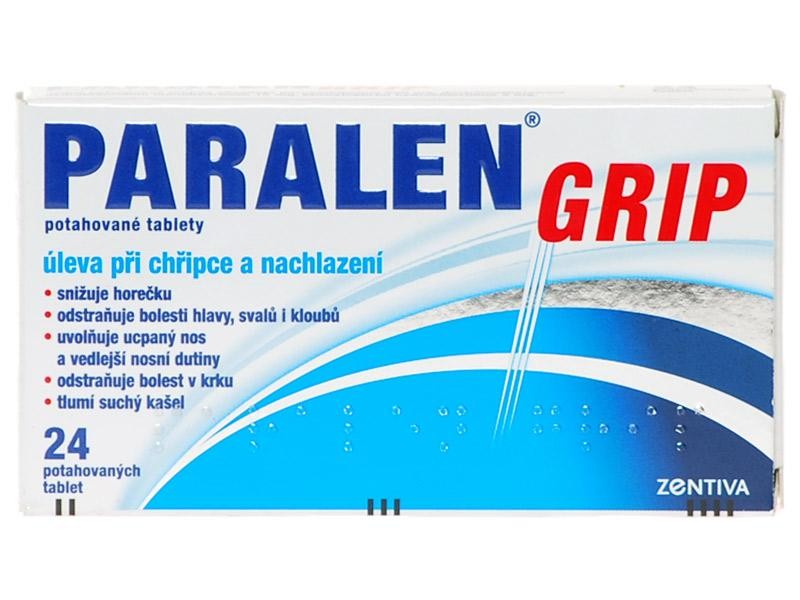 PARALEN®
GRIP
potahované tablety
úleva při chřipce a nachlazení
• snižuje horečku
• odstraňuje bolesti hlavy, svalů i kloubů
• uvolňuje ucpaný nos
a vedlejší nosní dutiny
• odstraňuje bolest v krku
• tlumí suchý kašel
24
potahovaných
tablet
ZENTIVA